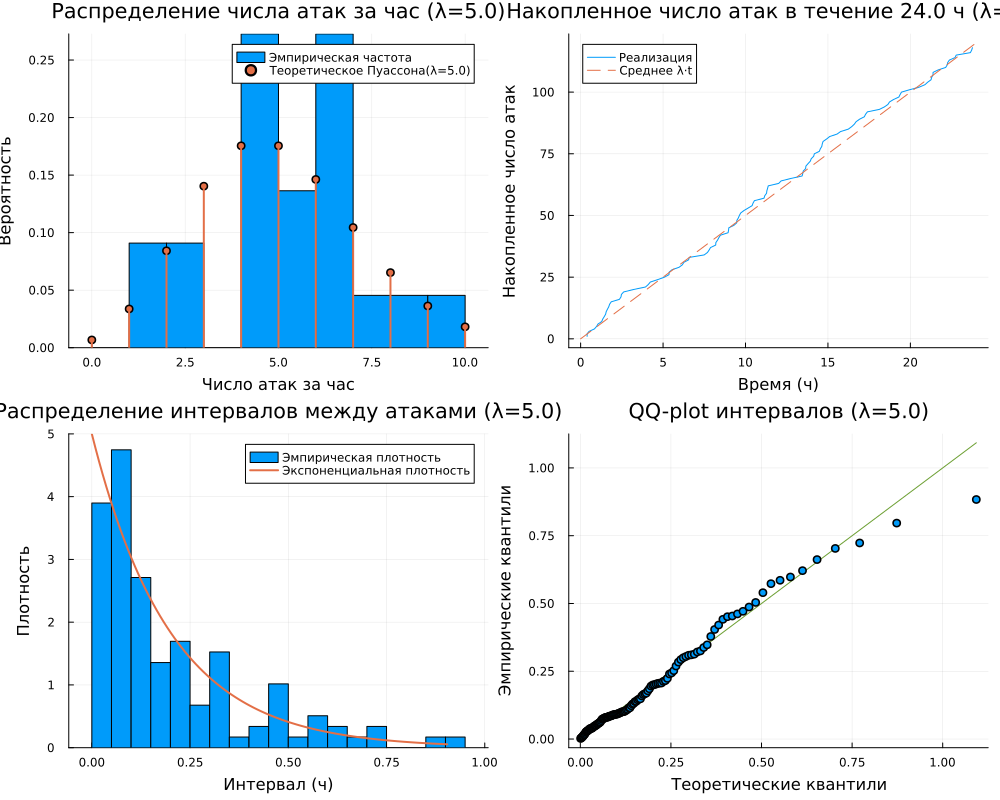 Распределение числа атак за час (λ=5.0)
Вероятность
0.25
0.20
0.15
0.10
0.05
0.00
Эмпирическая частота
Теоретическое Пуассона(λ=5.0)
0.0 2.5 5.0 7.5 10.0
Число атак за час
Накопленное число атак в течение 24.0 ч (λ=
Накопленное число атак
100
75
50
25
0
Реализация
Среднее λ·t
0 5 10 15 20
Время (ч)
Распределение интервалов между атаками (λ=5.0)
Плотность
5
4
3
2
1
0
Эмпирическая плотность
Экспоненциальная плотность
0.00 0.25 0.50 0.75 1.00
Интервал (ч)
QQ-plot интервалов (λ=5.0)
Эмпирические квантили
1.00
0.75
0.50
0.25
0.00
0.00 0.25 0.50 0.75 1.00
Теоретические квантили